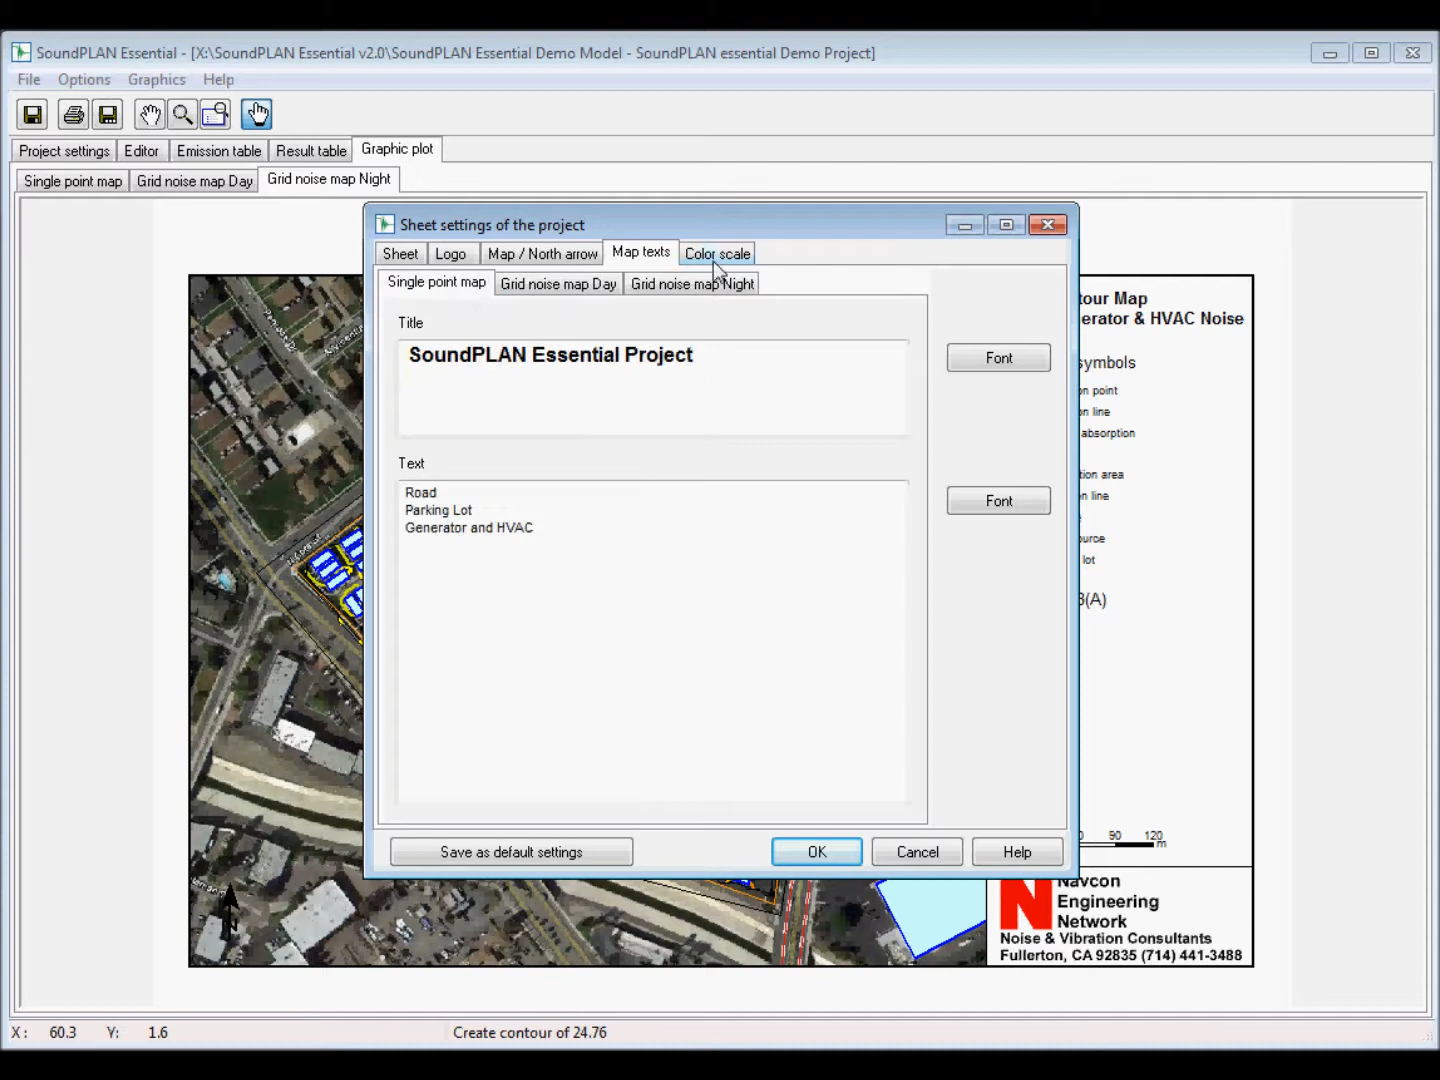 SoundPLAN Essential - [X:\SoundPLAN Essential v2.0\SoundPLAN Essential Demo Model - SoundPLAN essential Demo Project]
File Options Graphics Help
Project settings Editor Emission table Result table Graphic plot
Single point map Grid noise map Day Grid noise map Night
Sheet settings of the project
Sheet Logo Map / North arrow Map texts Color scale
Single point map Grid noise map Day Grid noise map Night
Title
SoundPLAN Essential Project
Font
Text
Road
Parking Lot
Generator and HVAC
Font
Save as default settings OK Cancel Help
tour Map
erator & HVAC Noise
symbols
on point
on line
absorption
tion area
n line
ource
lot
(A)
90 120
m
N
Navcon
Engineering
Network
Noise & Vibration Consultants
Fullerton, CA 92835 (714) 441-3488
X: 60.3 Y: 1.6 Create contour of 24.76